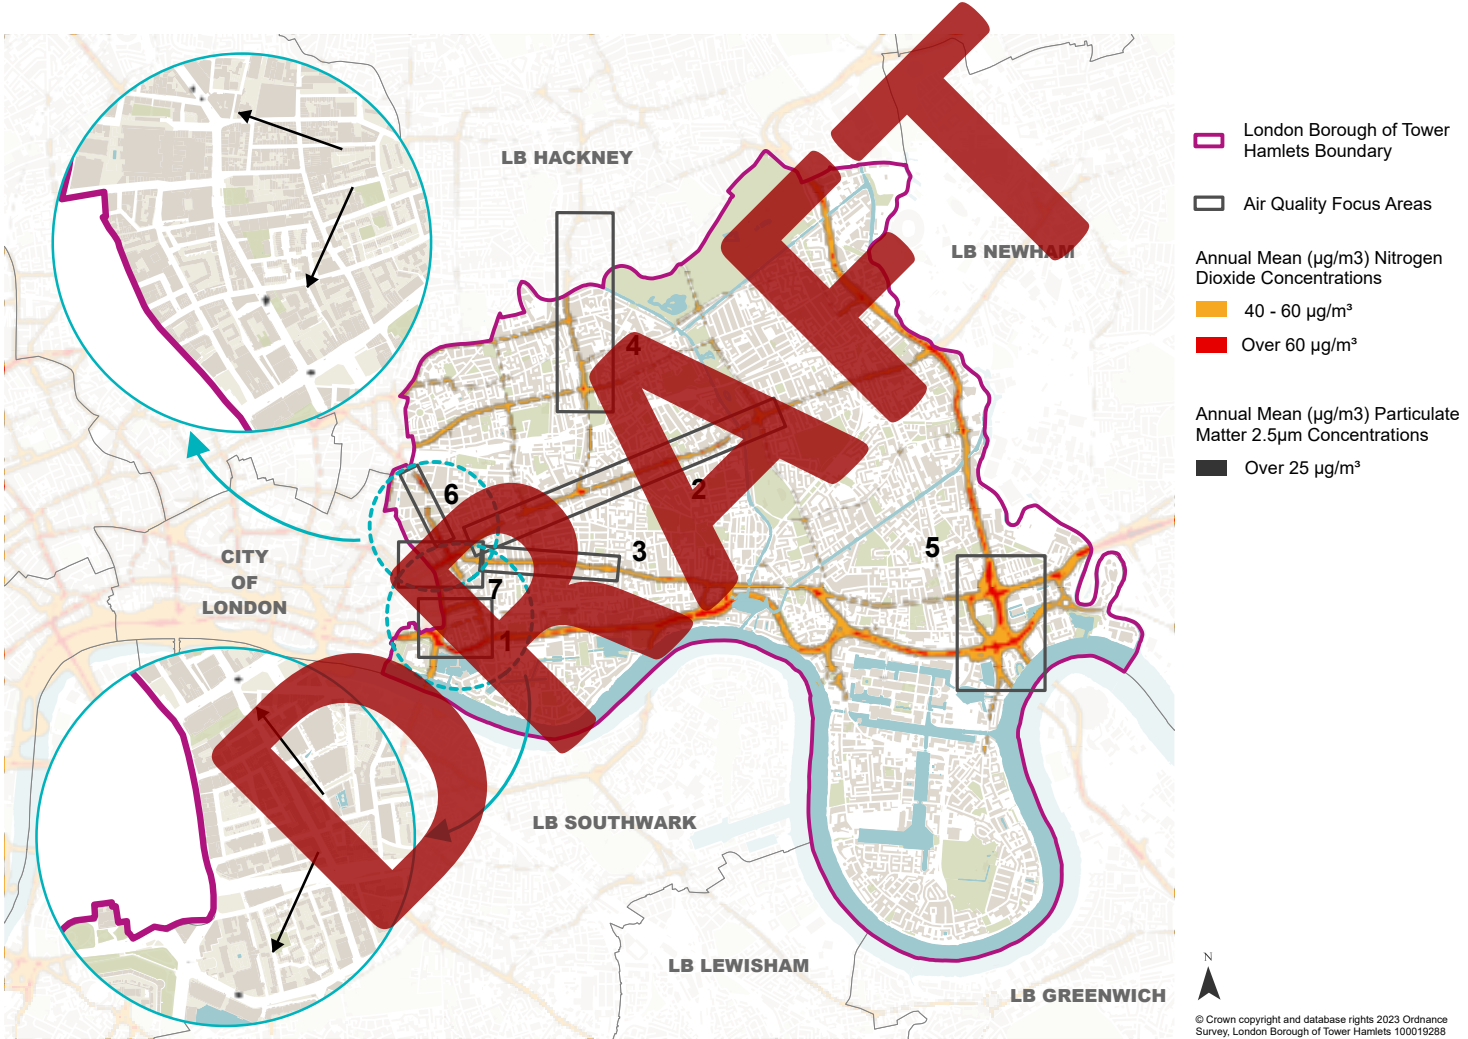 LB HACKNEY
LB NEWHAM
4
2
6
3
5
7
1
CITY
OF
LONDON
LB SOUTHWARK
LB LEWISHAM
LB GREENWICH
DRAFT
London Borough of Tower
Hamlets Boundary
Air Quality Focus Areas
Annual Mean (µg/m3) Nitrogen
Dioxide Concentrations
40 - 60 µg/m³
Over 60 µg/m³
Annual Mean (µg/m3) Particulate
Matter 2.5µm Concentrations
Over 25 µg/m³
N
© Crown copyright and database rights 2023 Ordnance
Survey, London Borough of Tower Hamlets 100019288